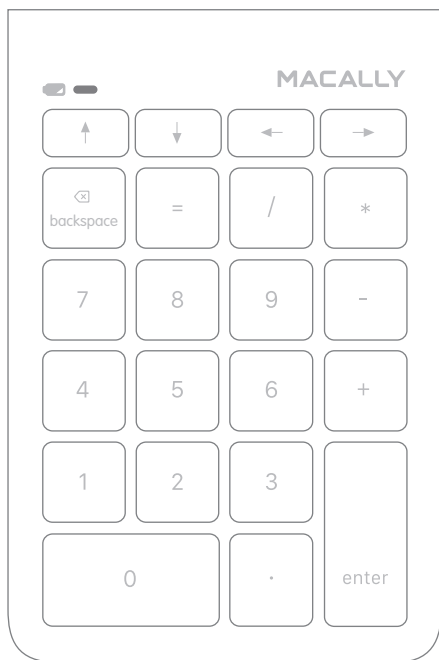 MACALLY
↑ ↓ ← →
backspace = / *
7 8 9 -
4 5 6 +
1 2 3
0 . enter